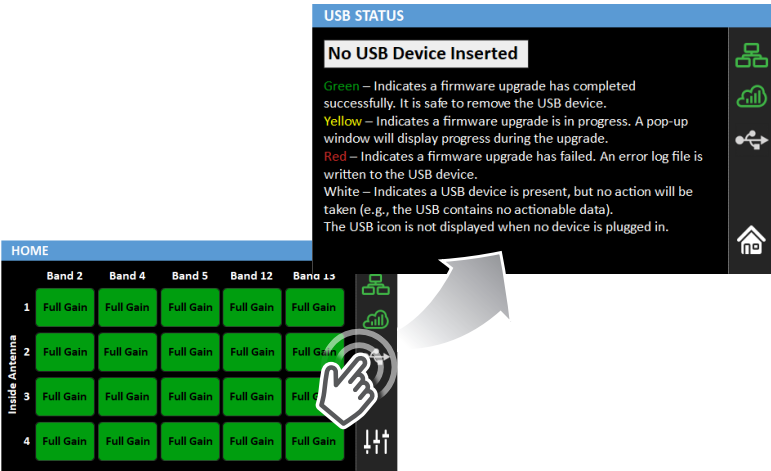 USB STATUS
No USB Device Inserted
Green – Indicates a firmware upgrade has completed
successfully. It is safe to remove the USB device.
Yellow – Indicates a firmware upgrade is in progress. A pop-up
window will display progress during the upgrade.
Red – Indicates a firmware upgrade has failed. An error log file is
written to the USB device.
White – Indicates a USB device is present, but no action will be
taken (e.g., the USB contains no actionable data).
The USB icon is not displayed when no device is plugged in.
HOME
Band 2 Band 4 Band 5 Band 12 Band 13
Inside Antenna
1 Full Gain Full Gain Full Gain Full Gain Full Gain
2 Full Gain Full Gain Full Gain Full Gain Full Gain
3 Full Gain Full Gain Full Gain Full Gain Full
4 Full Gain Full Gain Full Gain Full Gain Full Gain